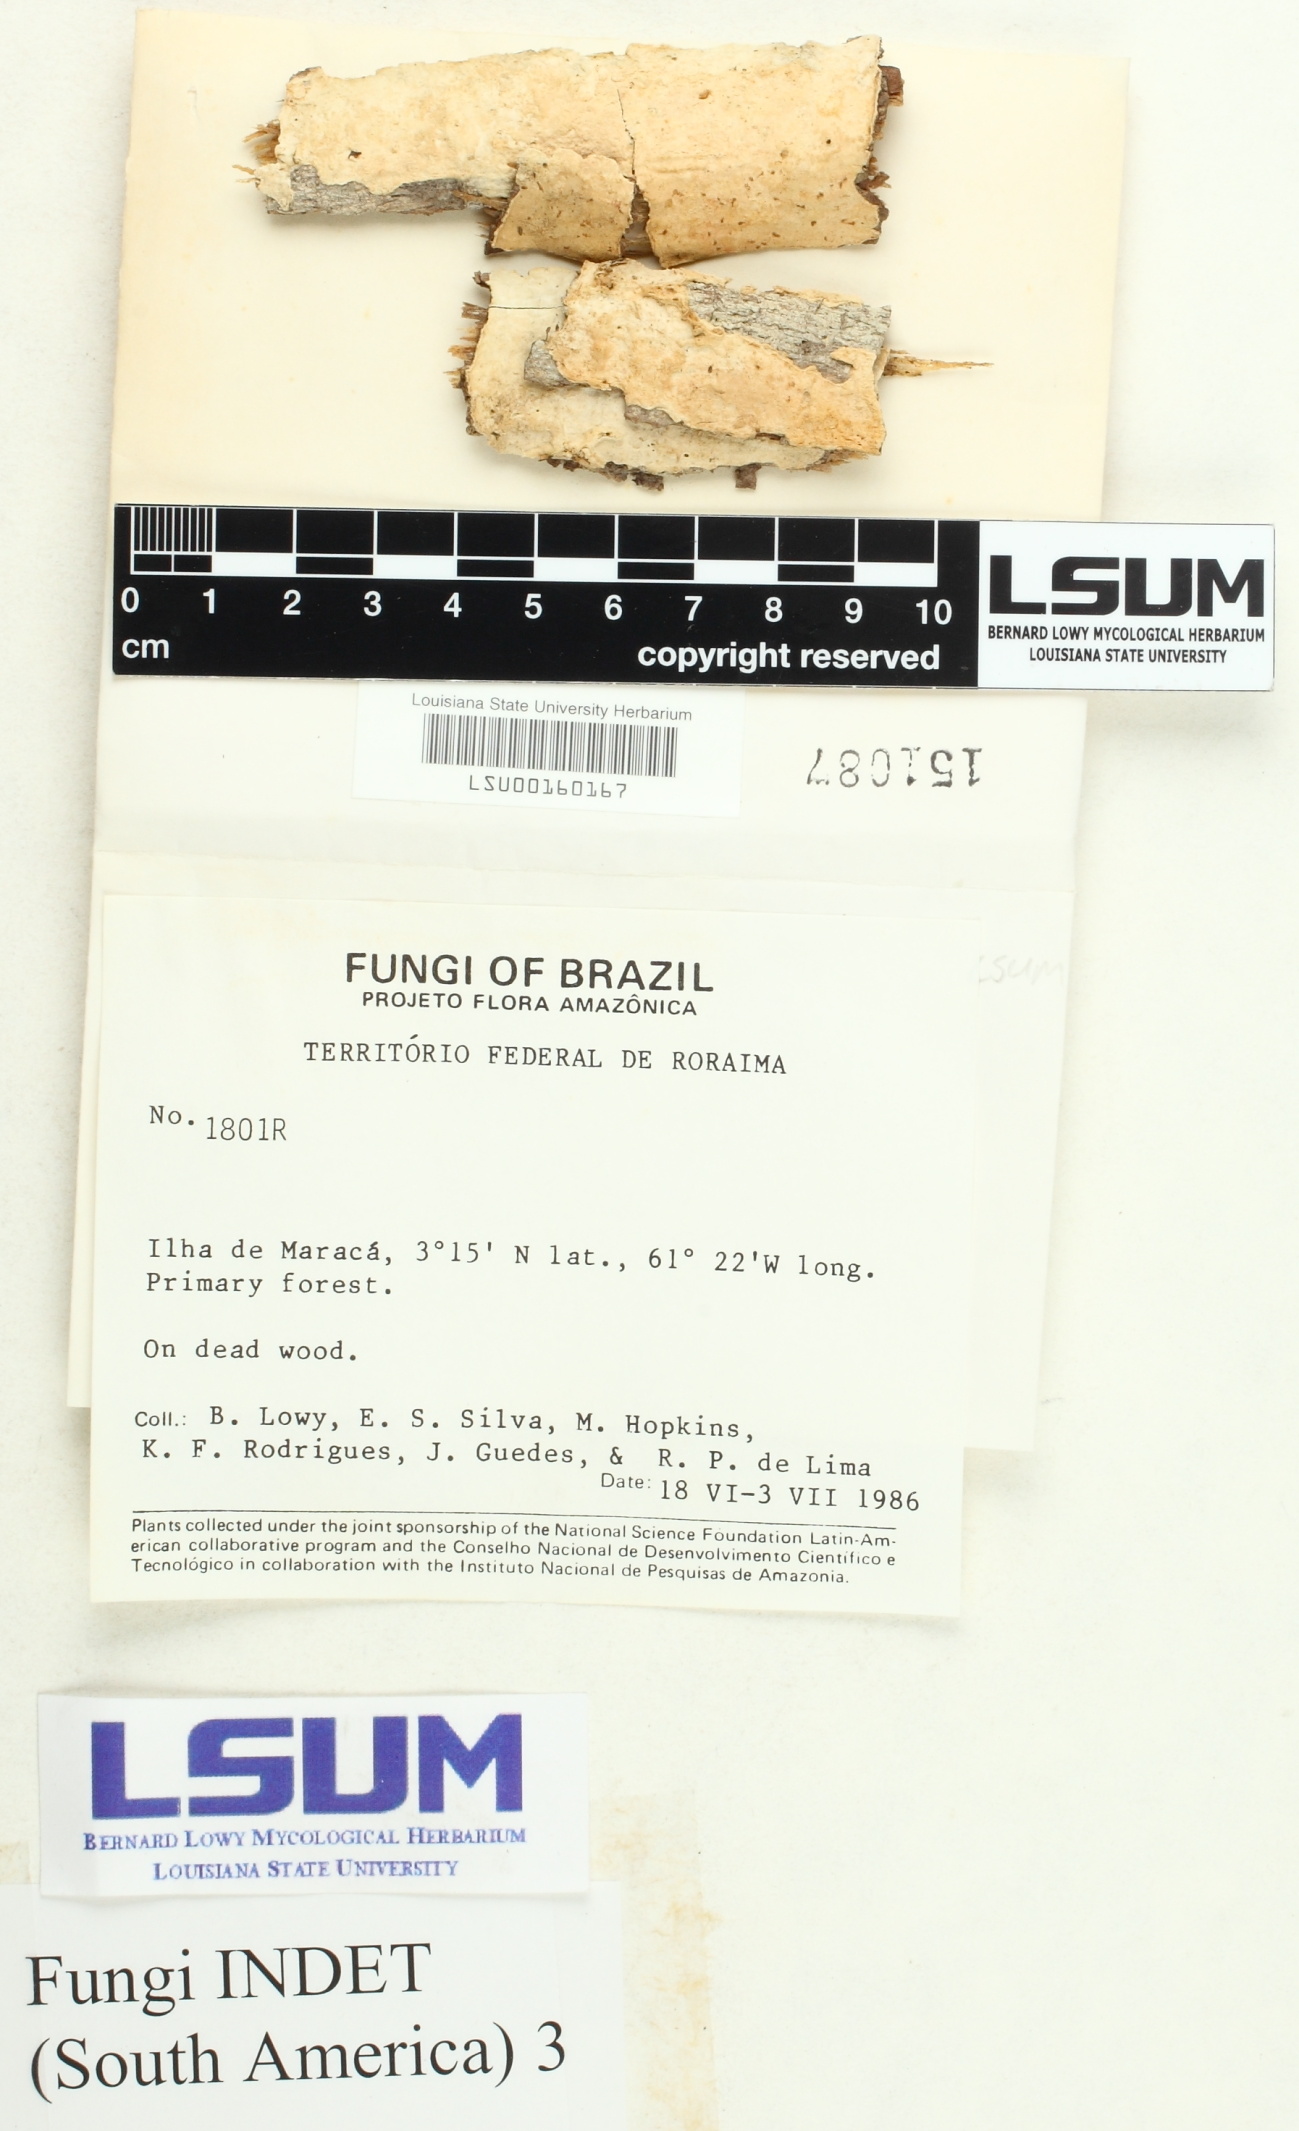 0 1 2 3 4 5 6 7 8 9 10
cm
copyright reserved
LSUM
BERNARD LOWY MYCOLOGICAL HERBARIUM
LOUISIANA STATE UNIVERSITY
Louisiana State University Herbarium
LSU00160167
151087
LSUM
FUNGI OF BRAZIL
PROJETO FLORA AMAZÔNICA
TERRITÓRIO FEDERAL DE RORAIMA
No. 1801R
Ilha de Maracá, 3°15' N lat., 61° 22'W long.
Primary forest.
On dead wood.
Coll.: B. Lowy, E. S. Silva, M. Hopkins,
K. F. Rodrigues, J. Guedes, & R. P. de Lima
Date: 18 VI-3 VII 1986
Plants collected under the joint sponsorship of the National Science Foundation Latin-Am-
erican collaborative program and the Conselho Nacional de Desenvolvimento Científico e
Tecnológico in collaboration with the Instituto Nacional de Pesquisas de Amazonia.
LSUM
BERNARD LOWY MYCOLOGICAL HERBARIUM
LOUISIANA STATE UNIVERSITY
Fungi INDET
(South America) 3